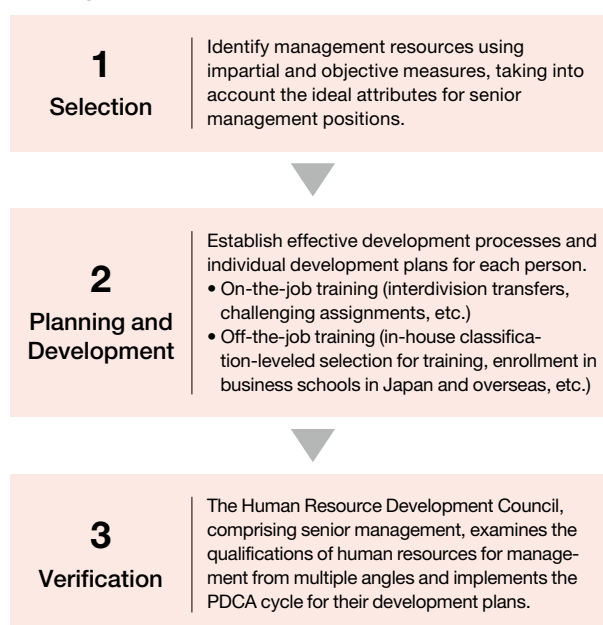 1
Selection
Identify management resources using
impartial and objective measures, taking into
account the ideal attributes for senior
management positions.
2
Planning and
Development
Establish effective development processes and
individual development plans for each person.
• On-the-job training (interdivision transfers,
challenging assignments, etc.)
• Off-the-job training (in-house classifica-
tion-leveled selection for training, enrollment in
business schools in Japan and overseas, etc.)
3
Verification
The Human Resource Development Council,
comprising senior management, examines the
qualifications of human resources for manage-
ment from multiple angles and implements the
PDCA cycle for their development plans.